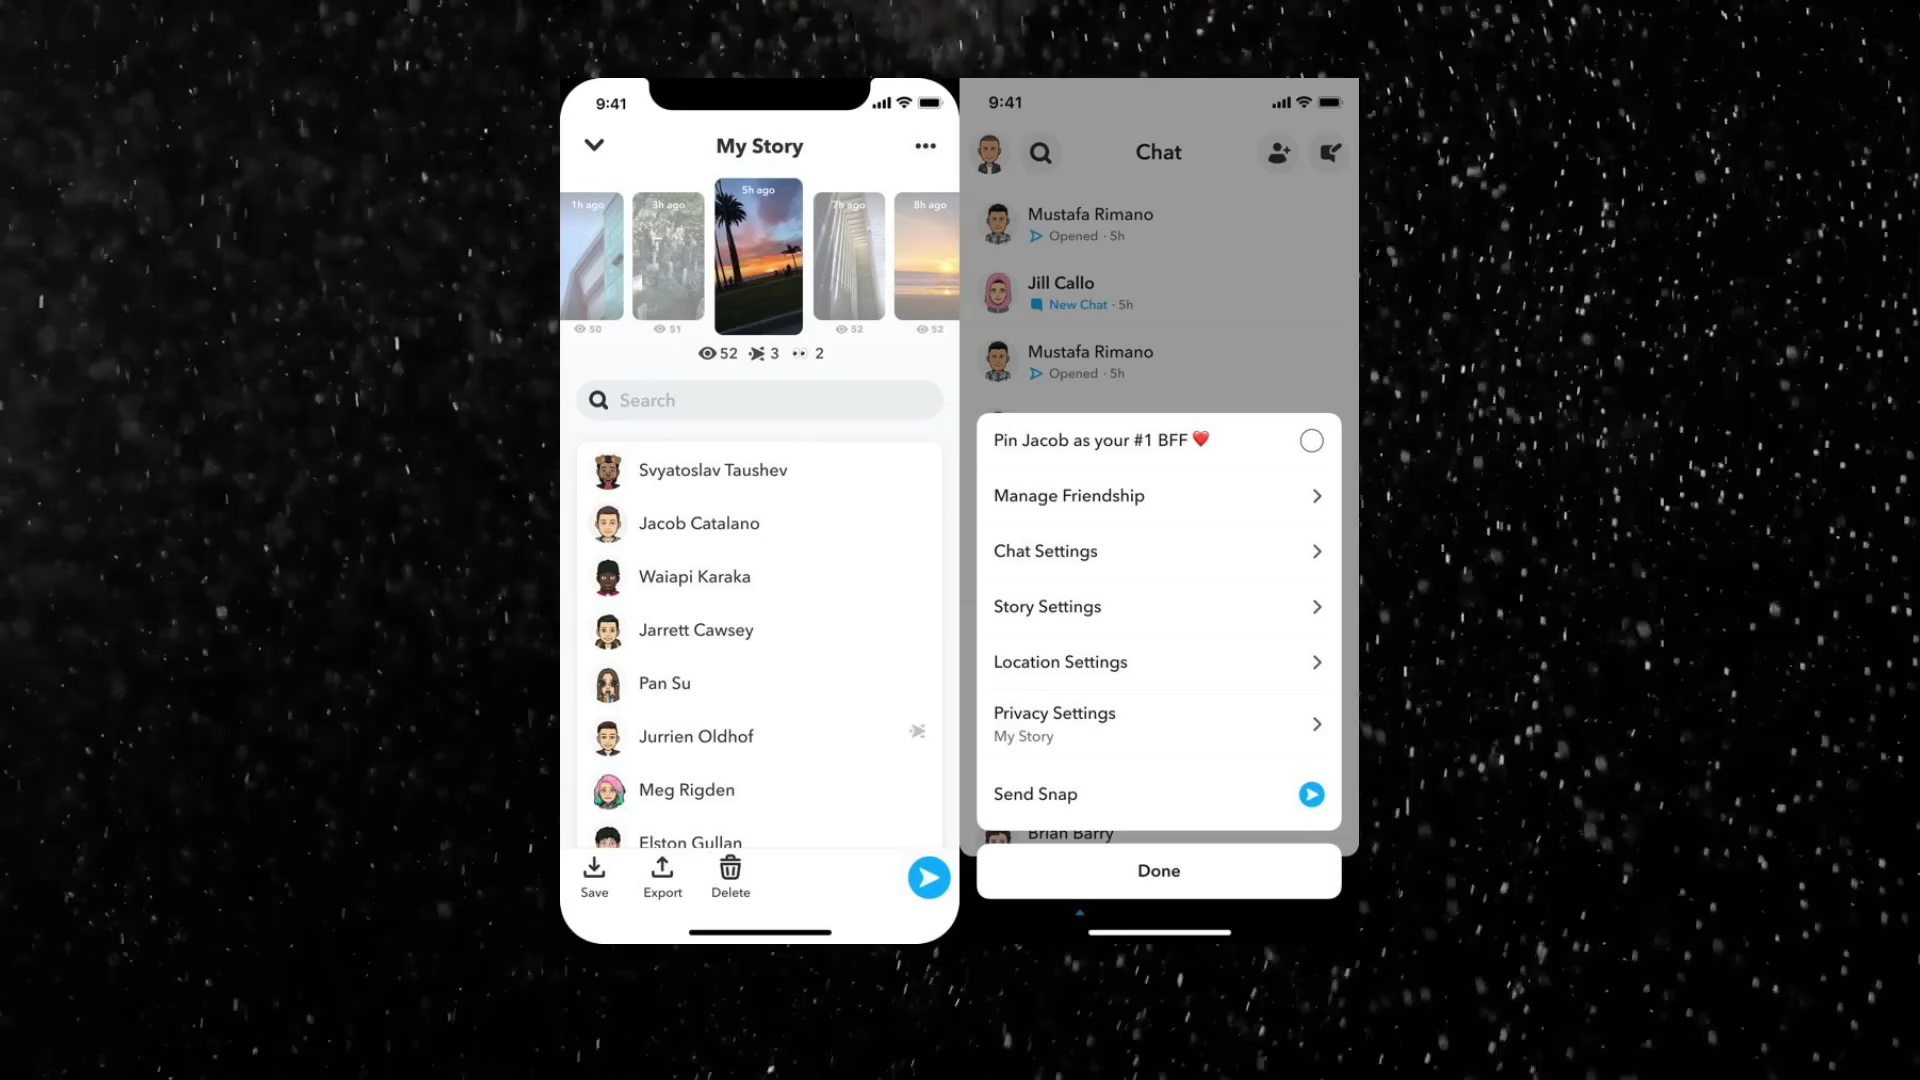 9:41
My Story
1h ago
3h ago
5h ago
7h ago
8h ago
50
51
52
52
52 3 2
Search
Svyatoslav Taushev
Jacob Catalano
Waiapi Karaka
Jarrett Cawsey
Pan Su
Jurrien Oldhof
Meg Rigden
Elston Gullan
Save
Export
Delete
9:41
Chat
Mustafa Rimano
Opened · 5h
Jill Callo
New Chat · 5h
Mustafa Rimano
Opened · 5h
Pin Jacob as your #1 BFF ❤️
Manage Friendship
Chat Settings
Story Settings
Location Settings
Privacy Settings
My Story
Send Snap
Brian Barry
Done